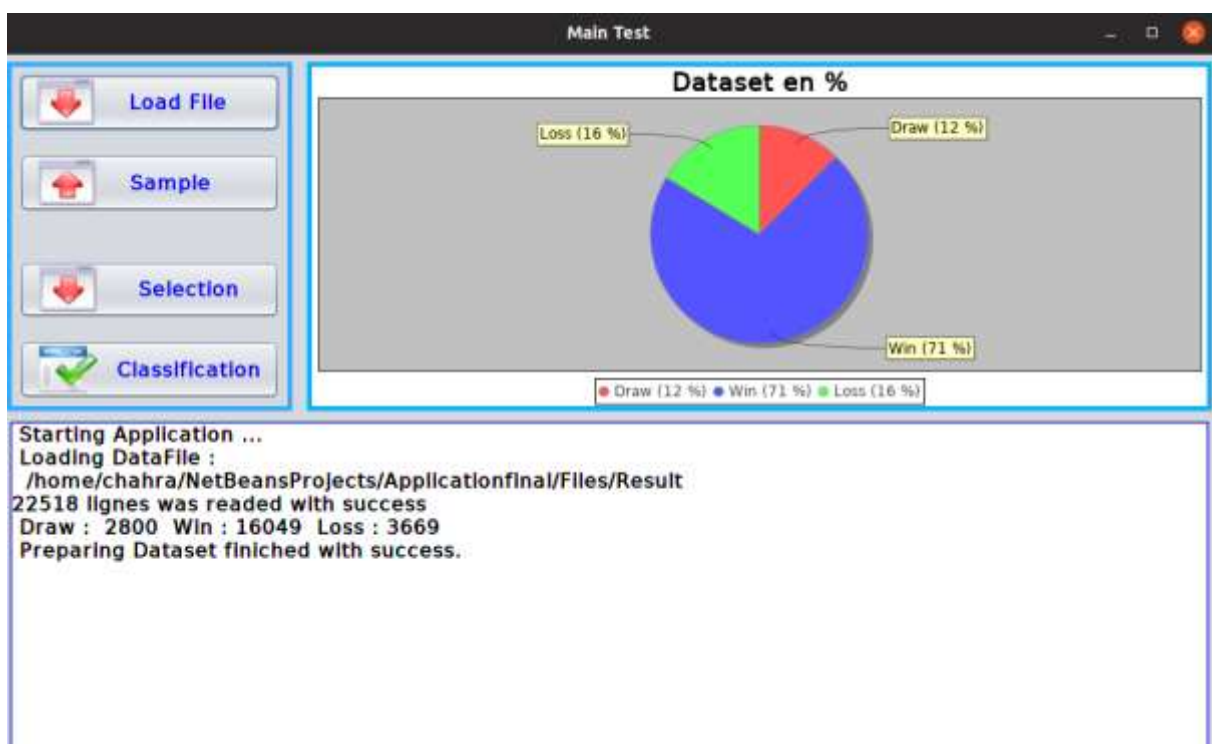 Main Test
Load File
Sample
Selection
Classification
Dataset en %
Loss (16 %)
Draw (12 %)
Win (71 %)
Draw (12 %) Win (71 %) Loss (16 %)
Starting Application ...
Loading DataFile :
/home/chahra/NetBeansProjects/Applicationfinal/Files/Result
22518 lignes was readed with success
Draw : 2800 Win : 16049 Loss : 3669
Preparing Dataset finiched with success.